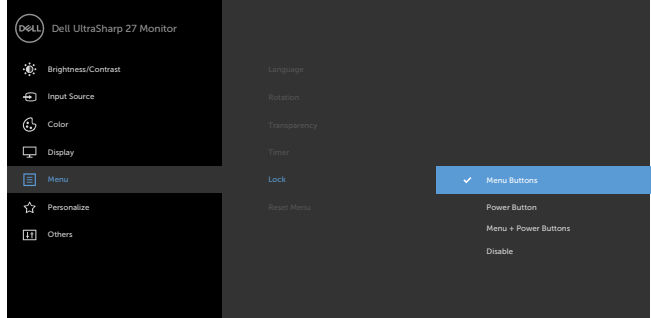 DELL
Dell UltraSharp 27 Monitor
Brightness/Contrast
Input Source
Color
Display
Menu
Personalize
Others
Language
Rotation
Transparency
Timer
Lock
Reset Menu
Menu Buttons
Power Button
Menu + Power Buttons
Disable